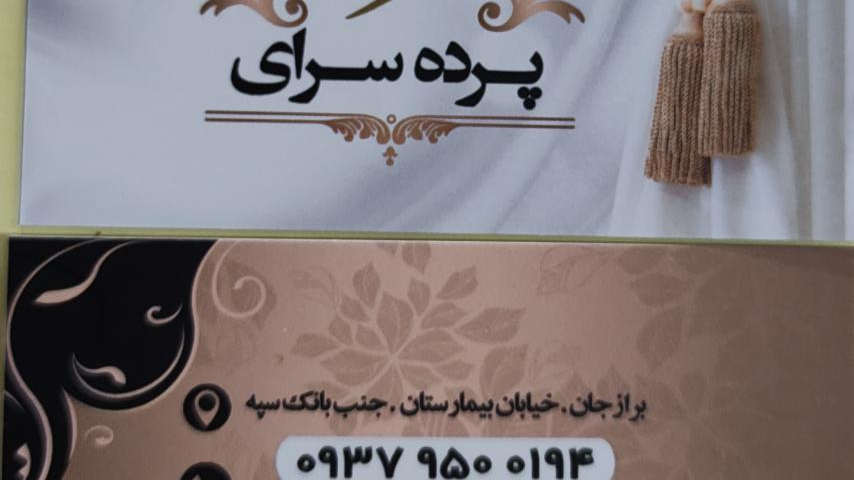 پرده سرای
برازجان . خیابان بیمارستان . جنب بانک سپه
۰۹۳۷ ۹۵۰ ۰۱۹۴